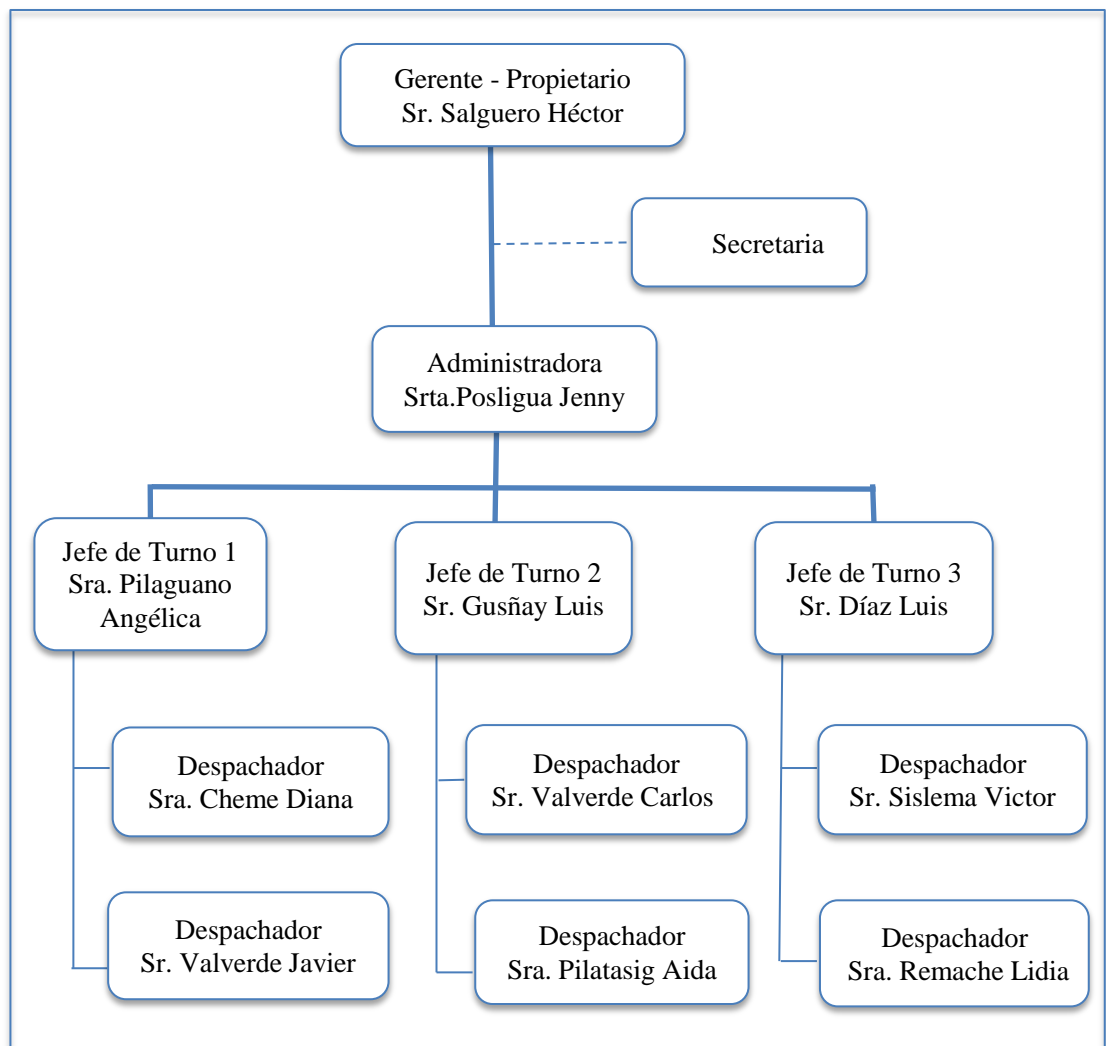 Gerente - Propietario
Sr. Salguero Héctor
Secretaria
Administradora
Srta.Posligua Jenny
Jefe de Turno 1
Sra. Pilaguano
Angélica
Jefe de Turno 2
Sr. Gusñay Luis
Jefe de Turno 3
Sr. Díaz Luis
Despachador
Sra. Cheme Diana
Despachador
Sr. Valverde Carlos
Despachador
Sr. Sislema Victor
Despachador
Sr. Valverde Javier
Despachador
Sra. Pilatasig Aida
Despachador
Sra. Remache Lidia